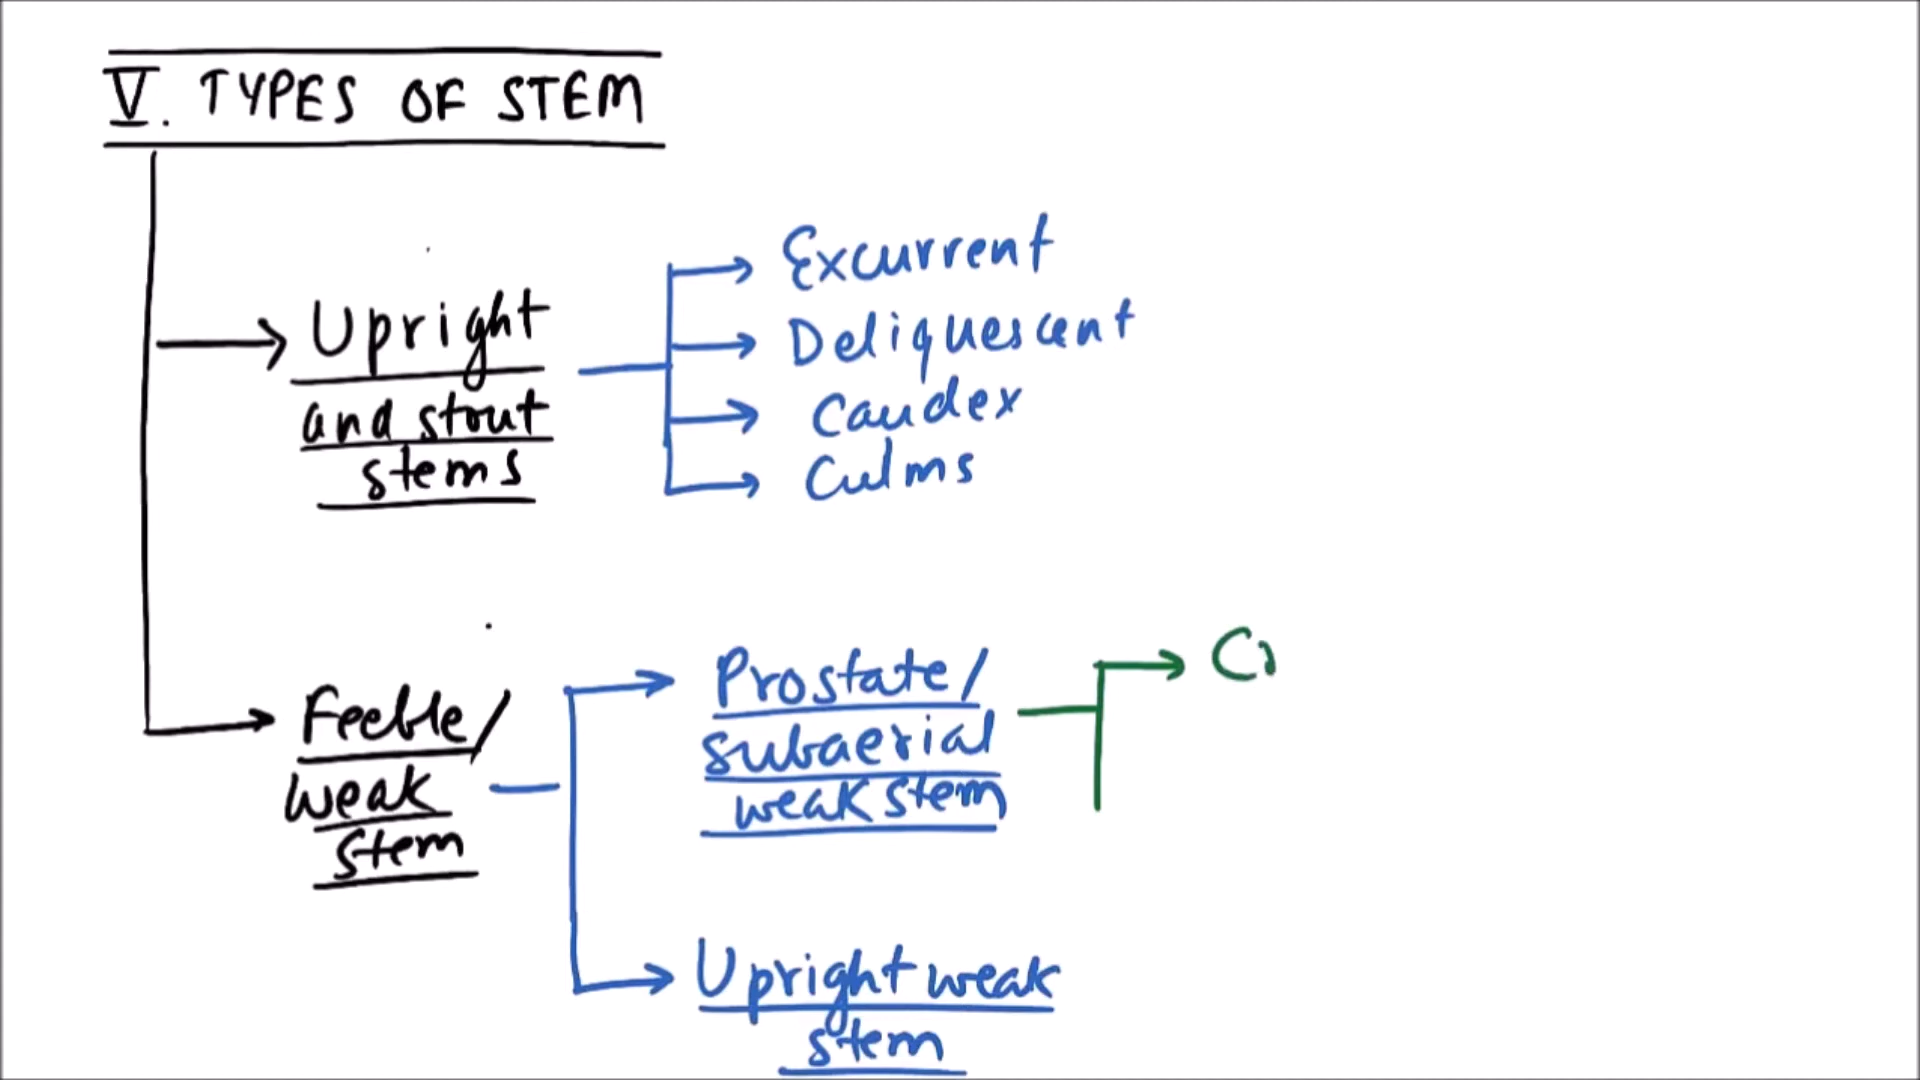 V. TYPES OF STEM
Upright
and stout
stems
Excurrent
Deliquescent
Caudex
Culms
Feeble/
weak
stem
Prostate/
subaerial
weak stem
Upright weak
stem